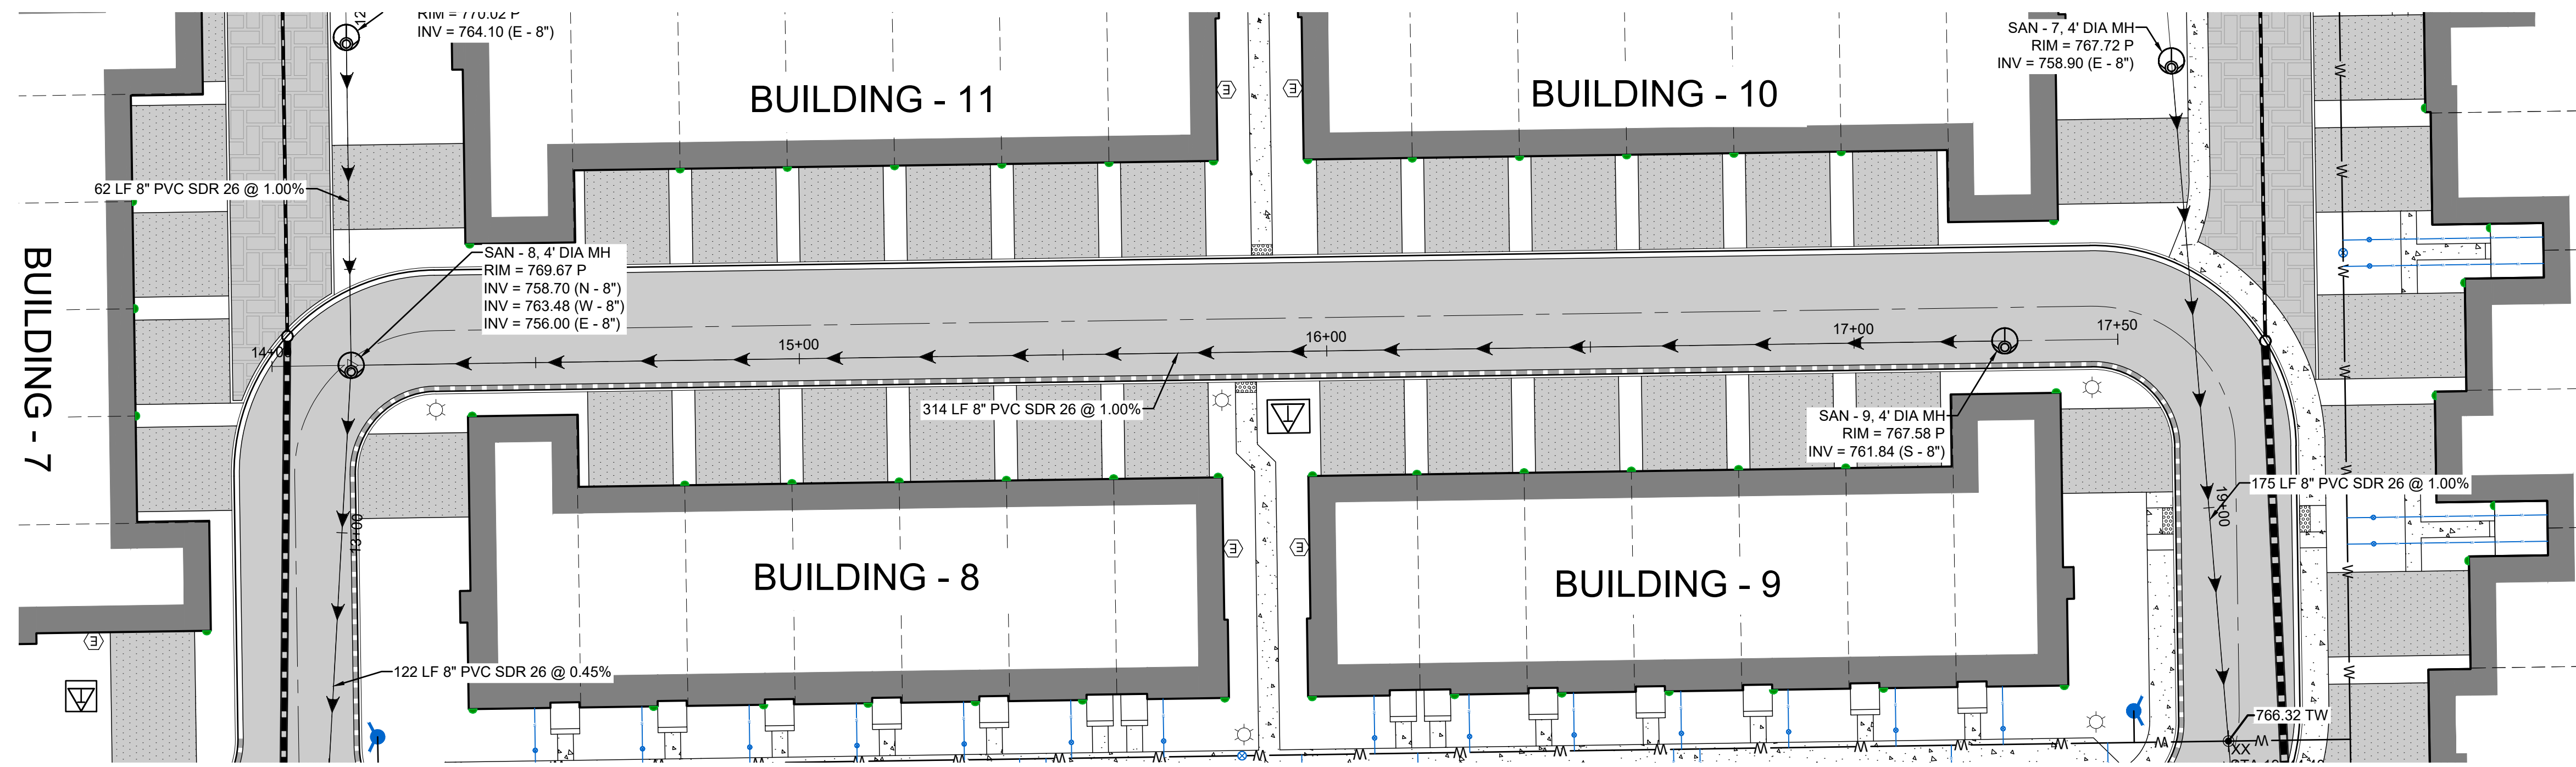 12
RIM = 770.02 P
INV = 764.10 (E - 8")
BUILDING - 11
BUILDING - 10
SAN - 7, 4' DIA MH
RIM = 767.72 P
INV = 758.90 (E - 8")
E
E
62 LF 8" PVC SDR 26 @ 1.00%
BUILDING - 7
SAN - 8, 4' DIA MH
RIM = 769.67 P
INV = 758.70 (N - 8")
INV = 763.48 (W - 8")
INV = 756.00 (E - 8")
14+00
15+00
16+00
17+00
17+50
314 LF 8" PVC SDR 26 @ 1.00%
SAN - 9, 4' DIA MH
RIM = 767.58 P
INV = 761.84 (S - 8")
175 LF 8" PVC SDR 26 @ 1.00%
19+00
13+00
E
E
BUILDING - 8
BUILDING - 9
E
122 LF 8" PVC SDR 26 @ 0.45%
766.32 TW
XX